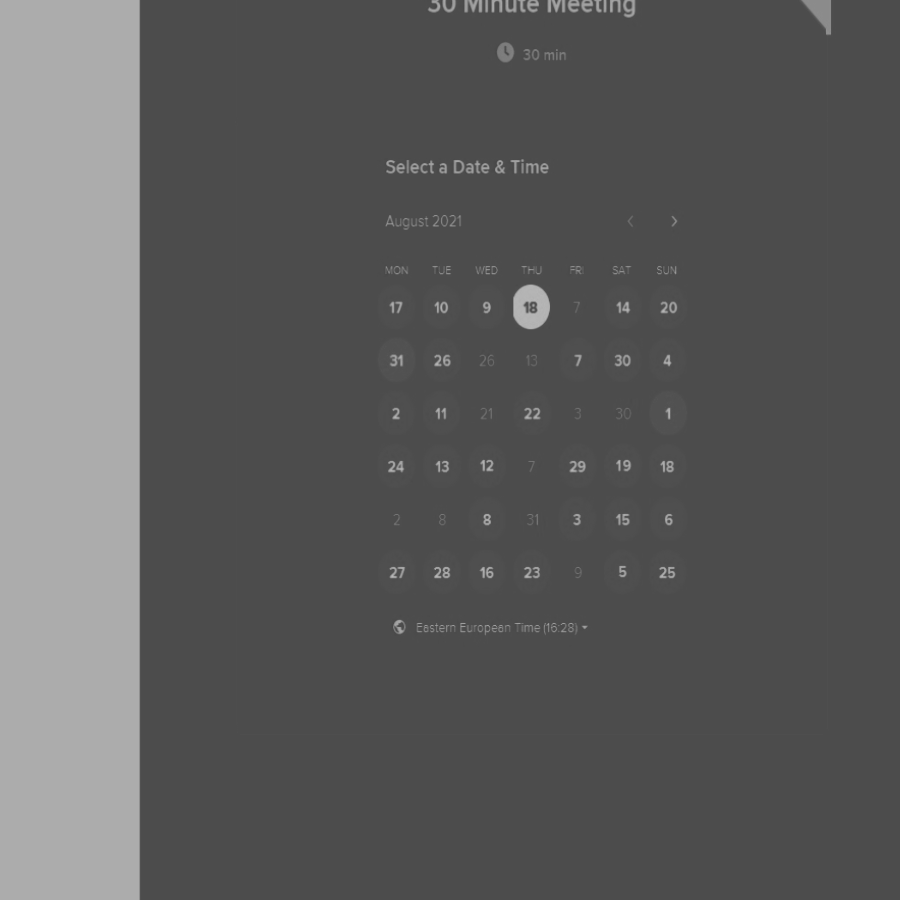 30 Minute Meeting
30 min
Select a Date & Time
August 2021
MON TUE WED THU FRI SAT SUN
17 10 9 18 7 14 20
31 26 26 13 7 30 4
2 11 21 22 3 30 1
24 13 12 7 29 19 18
2 8 8 31 3 15 6
27 28 16 23 9 5 25
Eastern European Time (16:28)